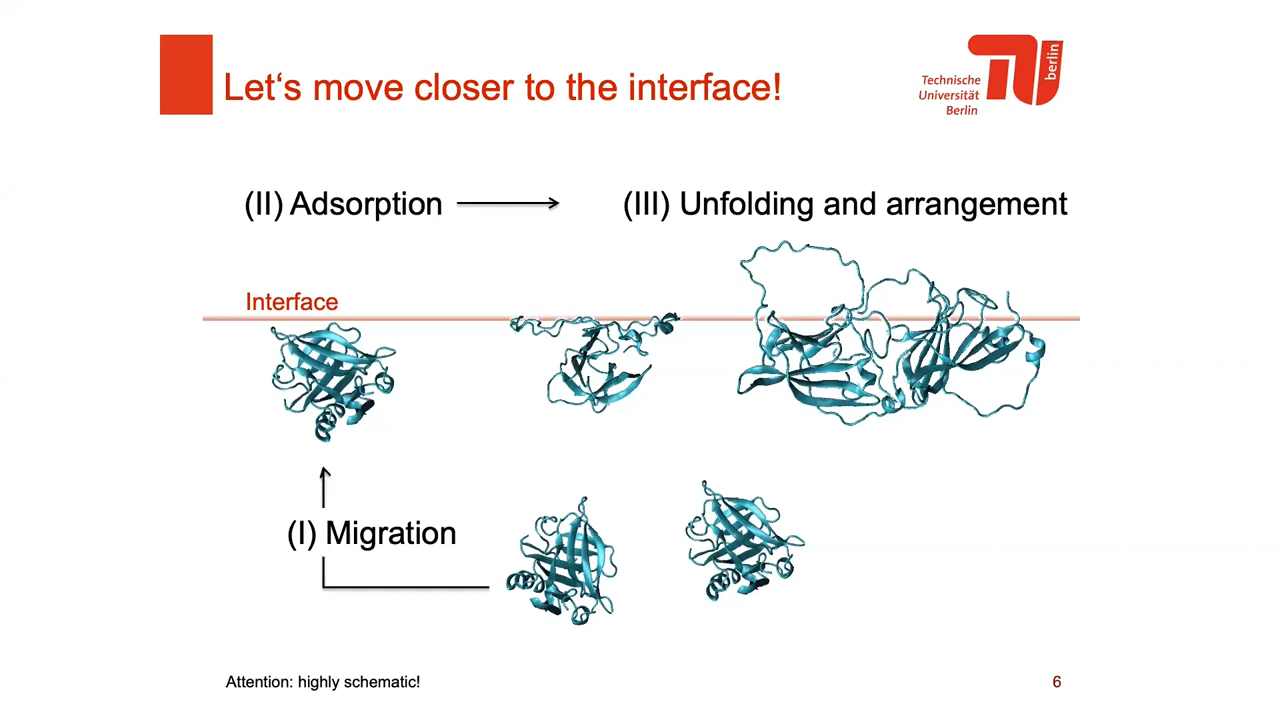 Let‘s move closer to the interface!
Technische
Universität
Berlin
berlin
(II) Adsorption
(III) Unfolding and arrangement
Interface
(I) Migration
Attention: highly schematic!
6